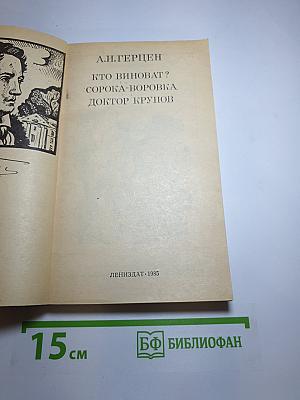 А.И.ГЕРЦЕН
КТО ВИНОВАТ?
СОРОКА-ВОРОВКА
ДОКТОР КРУПОВ
ЛЕНИЗДАТ·1985
15 см
БФ БИБЛИОФАН